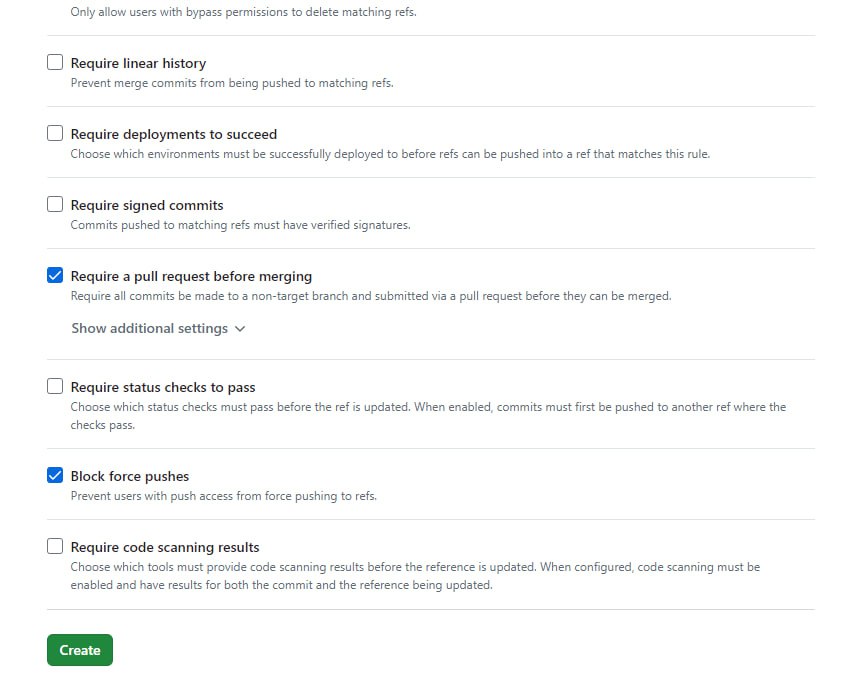 Only allow users with bypass permissions to delete matching refs.
Require linear history
Prevent merge commits from being pushed to matching refs.
Require deployments to succeed
Choose which environments must be successfully deployed to before refs can be pushed into a ref that matches this rule.
Require signed commits
Commits pushed to matching refs must have verified signatures.
Require a pull request before merging
Require all commits be made to a non-target branch and submitted via a pull request before they can be merged.
Show additional settings
Require status checks to pass
Choose which status checks must pass before the ref is updated. When enabled, commits must first be pushed to another ref where the
checks pass.
Block force pushes
Prevent users with push access from force pushing to refs.
Require code scanning results
Choose which tools must provide code scanning results before the reference is updated. When configured, code scanning must be
enabled and have results for both the commit and the reference being updated.
Create